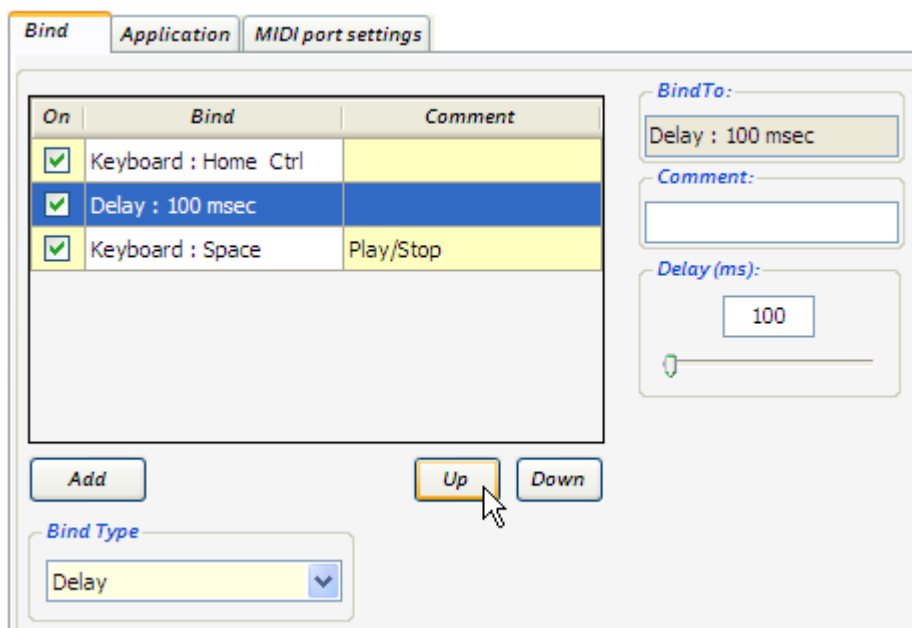 Bind Application MIDI port settings
On Bind Comment
Keyboard : Home Ctrl
Delay : 100 msec
Keyboard : Space Play/Stop
Add Up Down
Bind Type
Delay
BindTo:
Delay : 100 msec
Comment:
Delay (ms):
100